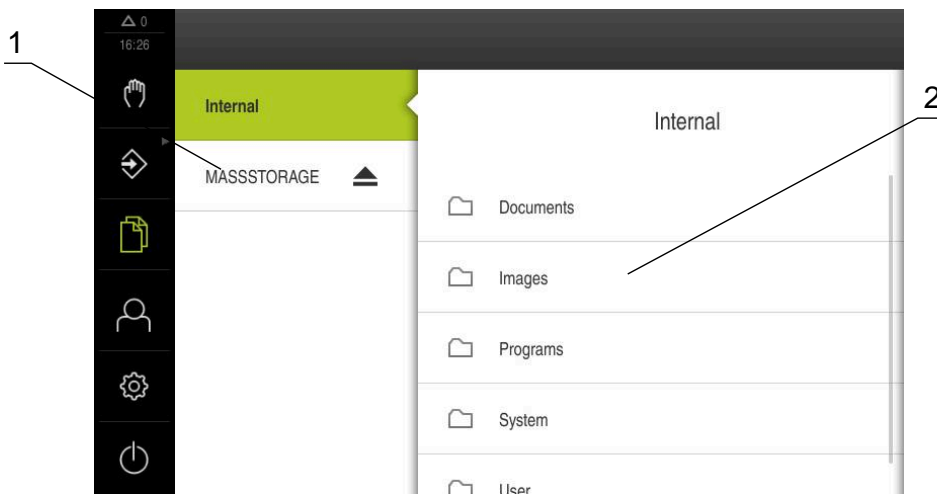 1
0
16:26
Internal
MASSSTORAGE
Internal
2
Documents
Images
Programs
System
User